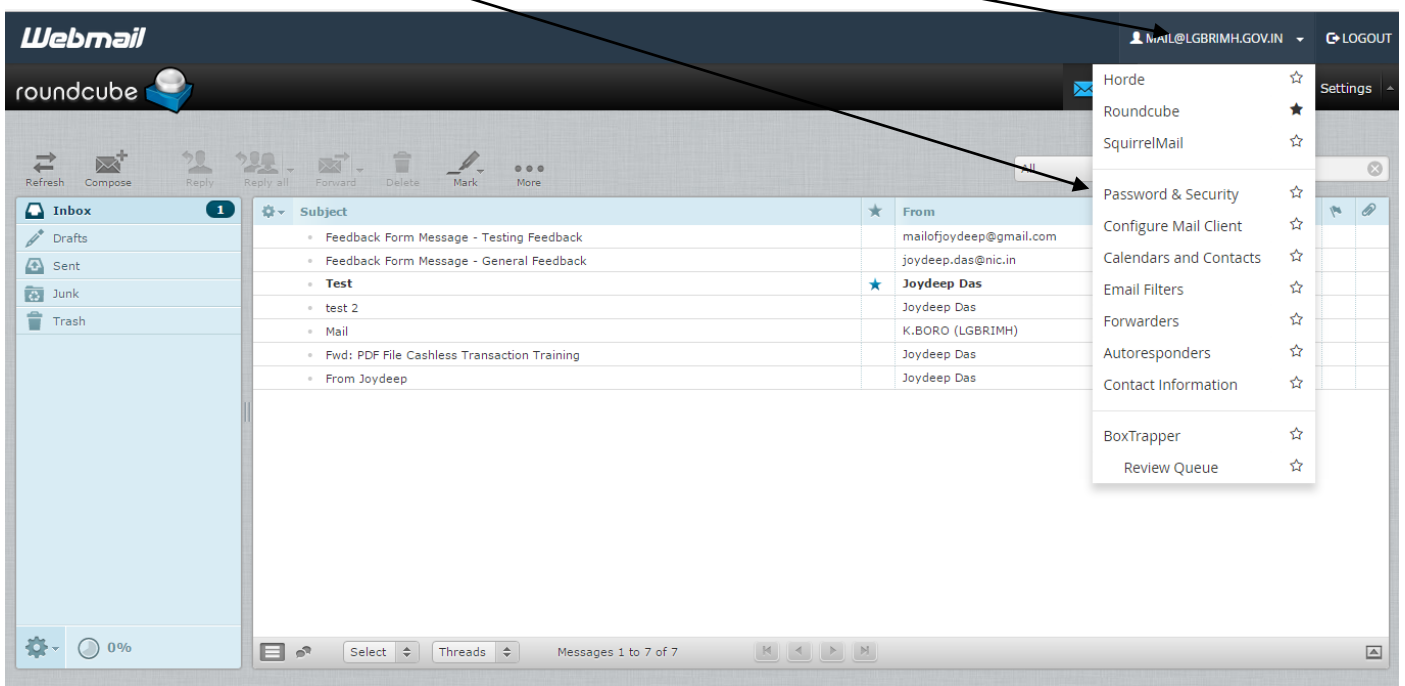 Webmail
MAIL@LGBRIMH.GOV.IN LOGOUT
roundcube Settings
Horde
Roundcube
SquirrelMail
Password & Security
Configure Mail Client
Calendars and Contacts
Email Filters
Forwarders
Autoresponders
Contact Information
BoxTrapper
Review Queue
Refresh Compose Reply Reply all Forward Delete Mark More
All
Inbox 1
Drafts
Sent
Junk
Trash
Subject From
Feedback Form Message - Testing Feedback mailofjoydeep@gmail.com
Feedback Form Message - General Feedback joydeep.das@nic.in
Test Joydeep Das
test 2 Joydeep Das
Mail K.BORO (LGBRIMH)
Fwd: PDF File Cashless Transaction Training Joydeep Das
From Joydeep Joydeep Das
0% Select Threads Messages 1 to 7 of 7